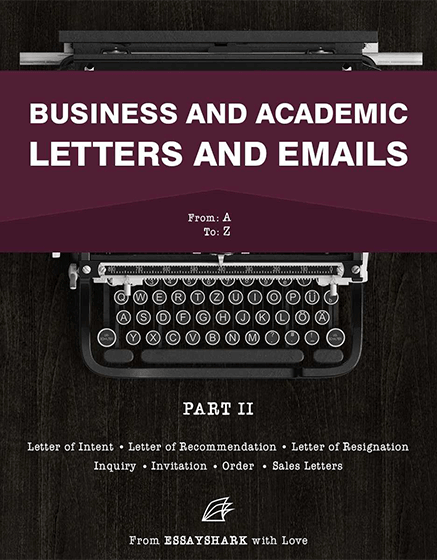 BUSINESS AND ACADEMIC
LETTERS AND EMAILS
From: A
To: Z
Q W E R T Z U I O P Ü
A S D F G H J K L Ö Ä
Y X C V B N M
PART II
Letter of Intent • Letter of Recommendation • Letter of Resignation
Inquiry • Invitation • Order • Sales Letters
From ESSAYSHARK with Love